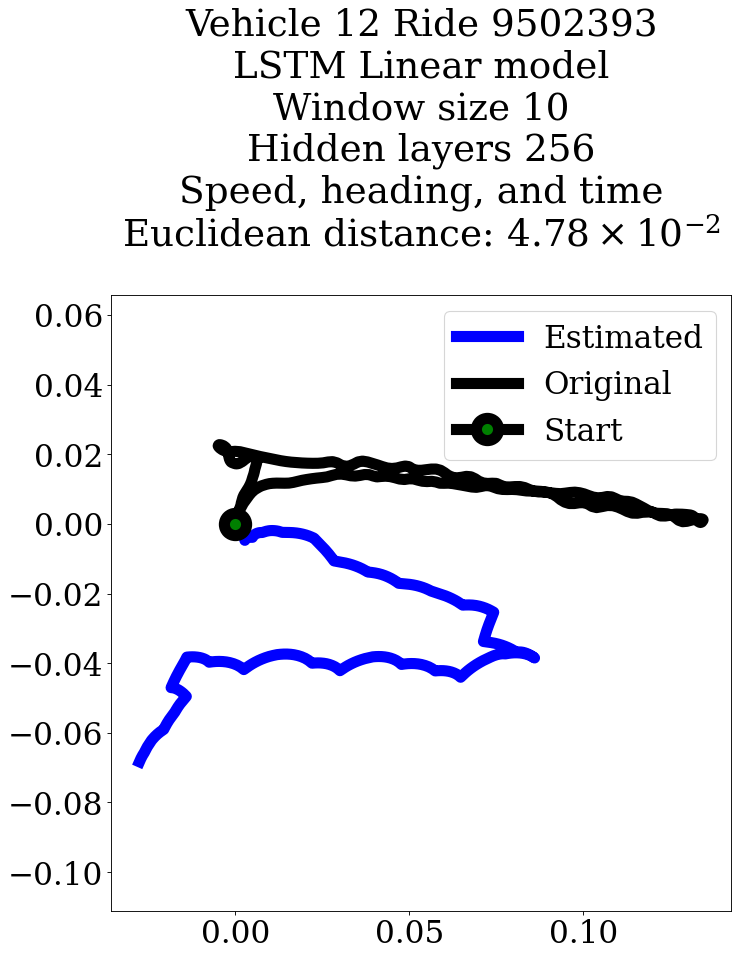 Vehicle 12 Ride 9502393
LSTM Linear model
Window size 10
Hidden layers 256
Speed, heading, and time
Euclidean distance: 4.78 × 10⁻²
Estimated
Original
Start
0.06
0.04
0.02
0.00
−0.02
−0.04
−0.06
−0.08
−0.10
0.00 0.05 0.10